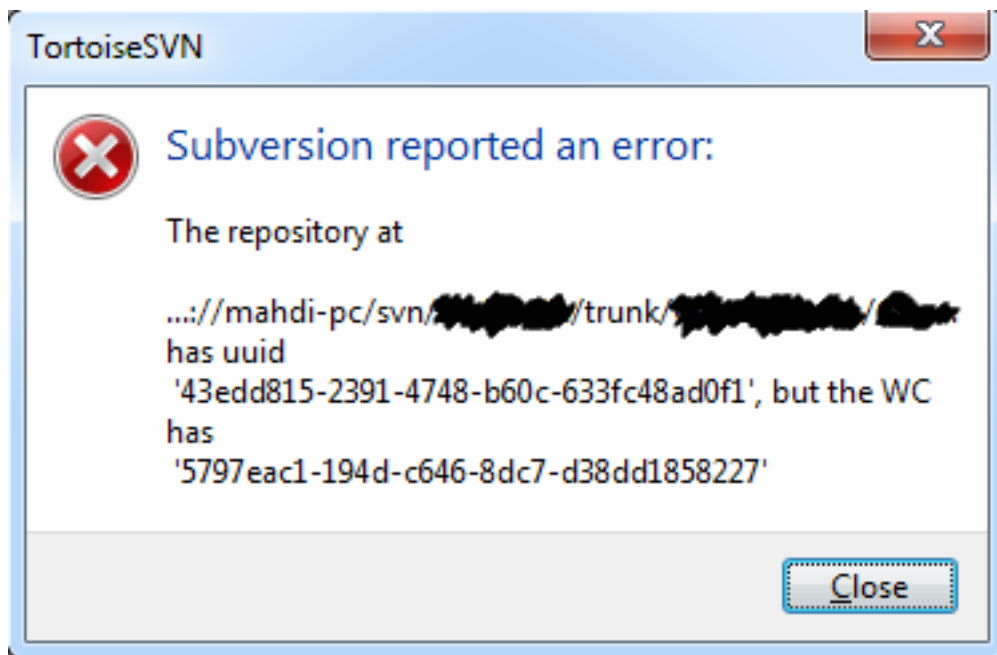 TortoiseSVN
Subversion reported an error:
The repository at
...://mahdi-pc/svn/ /trunk/ /
has uuid
'43edd815-2391-4748-b60c-633fc48ad0f1', but the WC
has
'5797eac1-194d-c646-8dc7-d38dd1858227'
Close